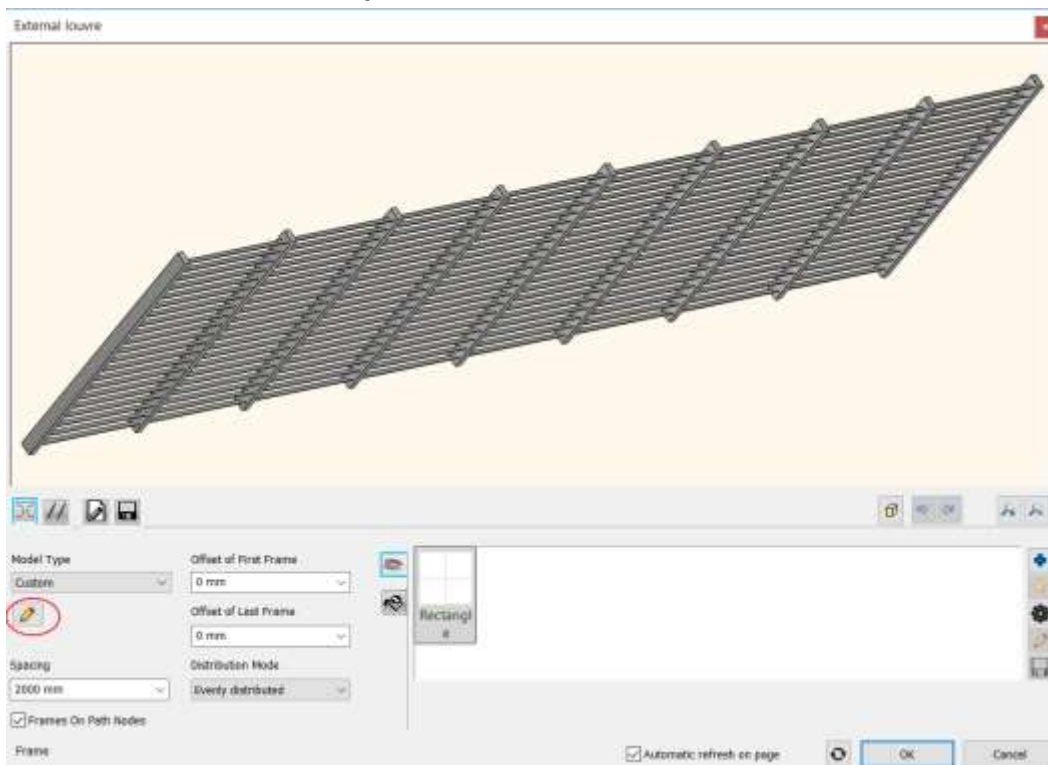 External louvre
Model Type
Custom
Offset of First Frame
0 mm
Offset of Last Frame
0 mm
Spacing
2000 mm
Distribution Mode
Evenly distributed
Frames On Path Nodes
Rectangl
e
Frame
Automatic refresh on page
OK
Cancel